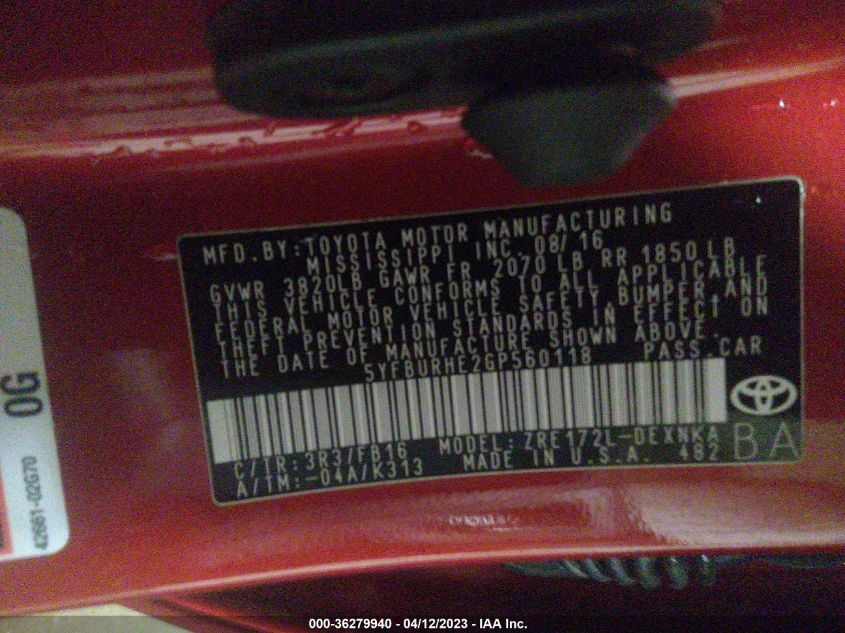 MFD.BY:TOYOTA MOTOR MANUFACTURING
MISSISSIPPI INC. 08/16
GVWR 3820LB GAWR FR 2070 LB RR 1850 LB
THIS VEHICLE CONFORMS TO ALL APPLICABLE
FEDERAL MOTOR VEHICLE SAFETY,BUMPER,AND
THEFT PREVENTION STANDARDS IN EFFECT ON
THE DATE OF MANUFACTURE SHOWN ABOVE.
5YFBURHE2GP560118 PASS.CAR
C/TR:3R3/FB16 MODEL:ZRE172L-DEXNKA
A/TM:-04A/K313 MADE IN U.S.A. 482
BA
0G
42661-02G70
000-36279940 - 04/12/2023 - IAA Inc.